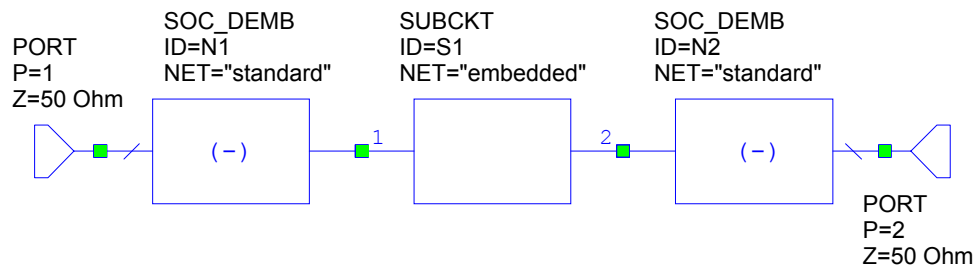 PORT
P=1
Z=50 Ohm
SOC_DEMB
ID=N1
NET="standard"
(-)
SUBCKT
ID=S1
NET="embedded"
1
2
SOC_DEMB
ID=N2
NET="standard"
(-)
PORT
P=2
Z=50 Ohm